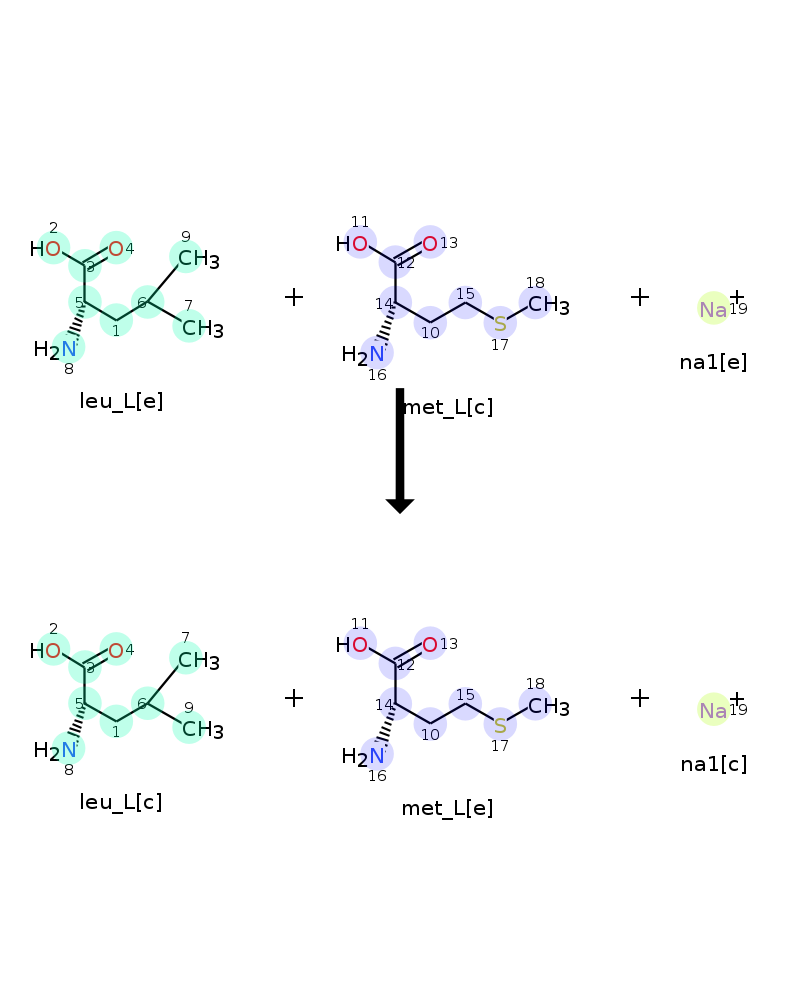 2 9 11 18
HO O 4 CH3 HO O 13 CH3
3 12
5 6 7 14 15 + Na+ 19
1 CH3 + 10 S
H2N H2N 17
8 16
leu_L[e] met_L[c] na1[e]
2 7 11 18
HO O 4 CH3 HO O 13 CH3
3 12
5 6 9 14 15 + Na+ 19
1 CH3 + 10 S
H2N H2N 17
8 16
leu_L[c] met_L[e] na1[c]